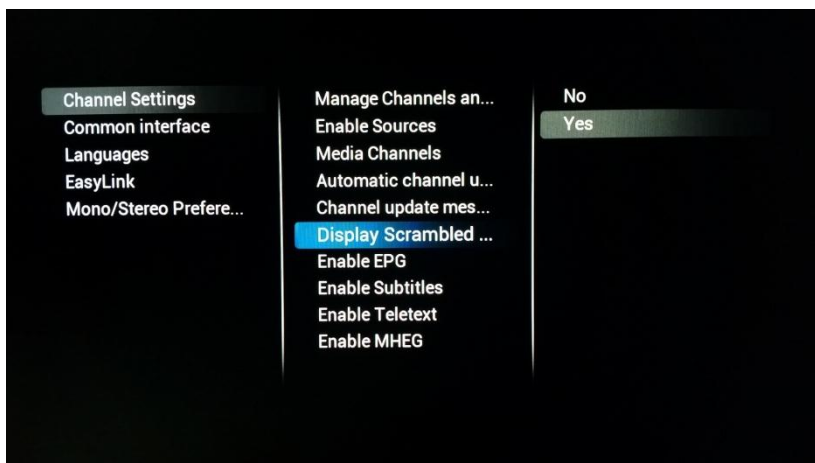 Channel Settings
Common interface
Languages
EasyLink
Mono/Stereo Prefere...
Manage Channels an...
Enable Sources
Media Channels
Automatic channel u...
Channel update mes...
Display Scrambled ...
Enable EPG
Enable Subtitles
Enable Teletext
Enable MHEG
No
Yes